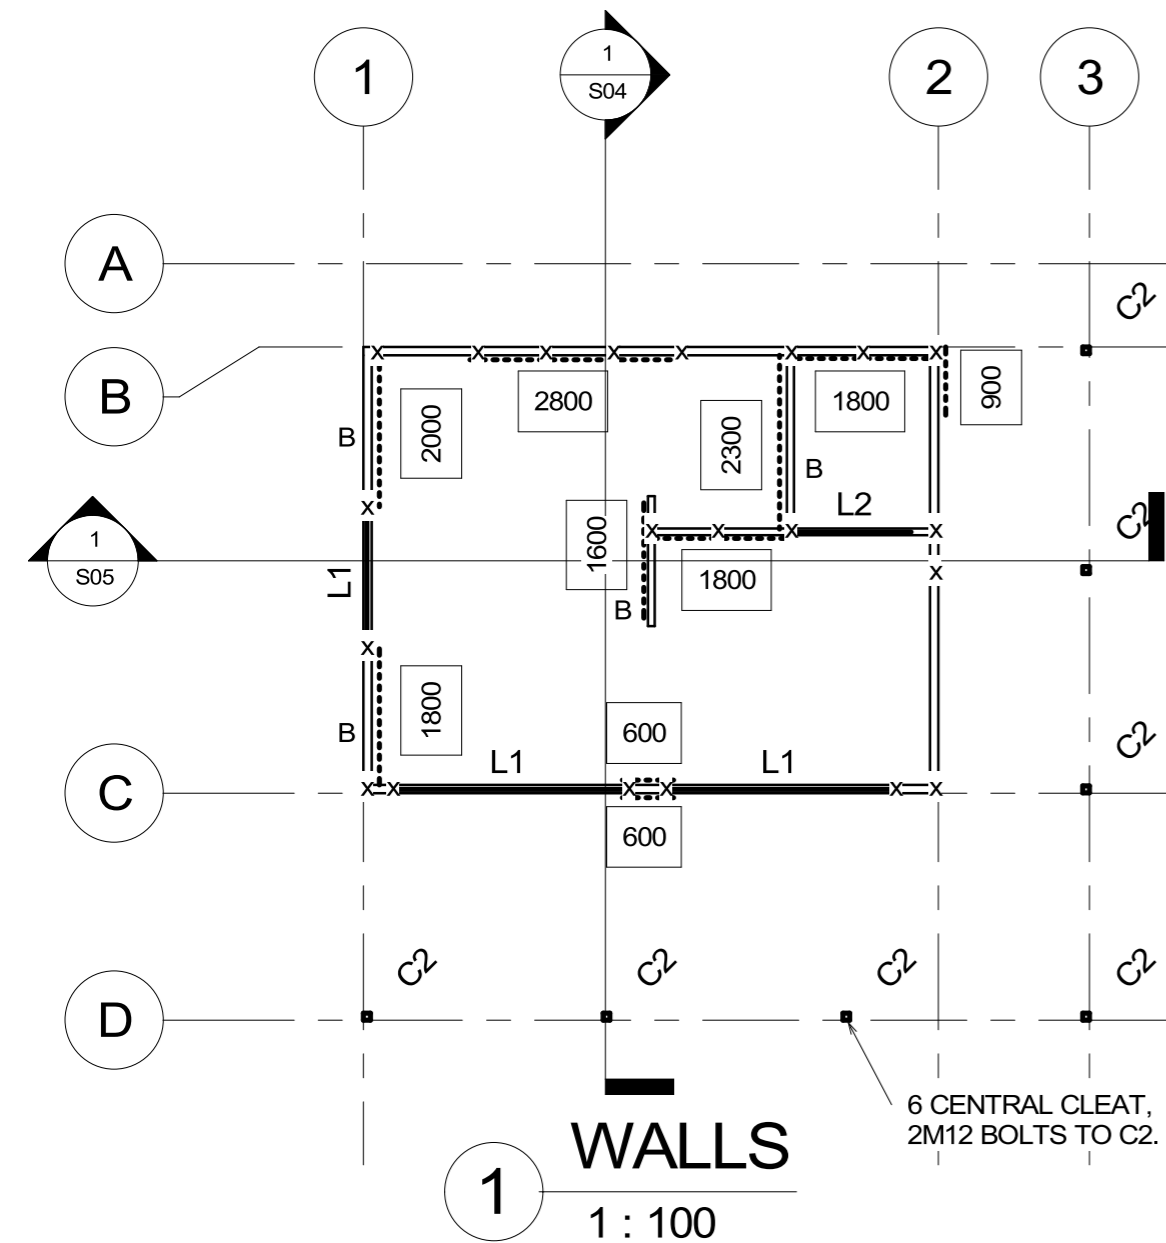 1
1
S04
2
3
A
C2
B
2800
1800
900
2000
2300
B
B
L2
C2
1
S05
1600
L1
1800
B
1800
B
600
C2
L1
L1
C
600
C2
C2
C2
C2
D
6 CENTRAL CLEAT,
2M12 BOLTS TO C2.
WALLS
1
1 : 100
X X X X X X X X
X X X X X
X
X
X X X X X X